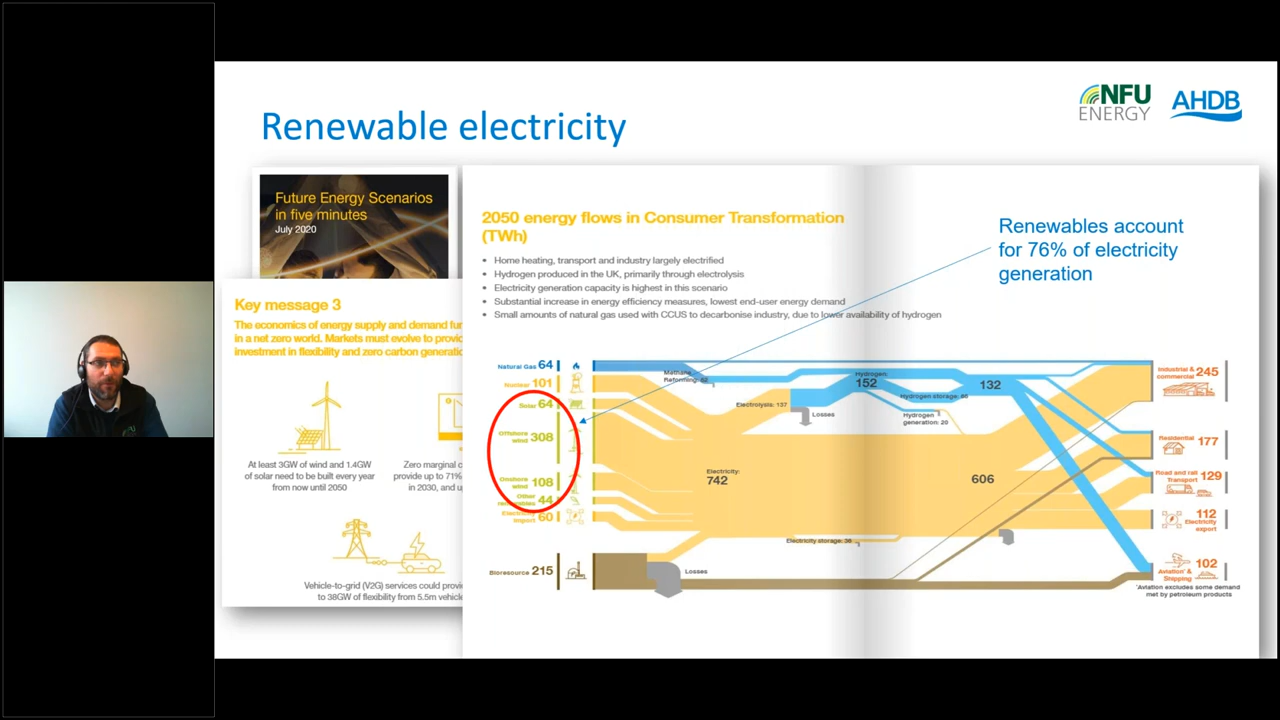 Renewable electricity
NFU
ENERGY
AHDB
Future Energy Scenarios
in five minutes
July 2020
Key message 3
The economics of energy supply and demand fur
in a net zero world. Markets must evolve to provid
investment in flexibility and zero carbon generatio
At least 3GW of wind and 1.4GW
of solar need to be built every year
from now until 2050
Zero marginal c
provide up to 71%
in 2030, and up
Vehicle-to-grid (V2G) services could provi
to 38GW of flexibility from 5.5m vehicle
2050 energy flows in Consumer Transformation
(TWh)
• Home heating, transport and industry largely electrified
• Hydrogen produced in the UK, primarily through electrolysis
• Electricity generation capacity is highest in this scenario
• Substantial increase in energy efficiency measures, lowest end-user energy demand
• Small amounts of natural gas used with CCUS to decarbonise industry, due to lower availability of hydrogen
Renewables account
for 76% of electricity
generation
Natural Gas 64
Nuclear 101
Solar 64
Offshore
wind 308
Onshore
wind 108
Other
renewables 44
Electricity
import 60
Bioresource 215
Methane
Reforming:
Electrolysis: 137
Losses
Hydrogen:
152
Hydrogen storage:
Hydrogen
generation: 20
132
Electricity:
742
606
Electricity storage: 36
Losses
Industrial &
commercial 245
Residential 177
Road and rail
Transport 129
112
Electricity
export
Aviation* &
Shipping 102
*Aviation excludes some demand
met by petroleum products